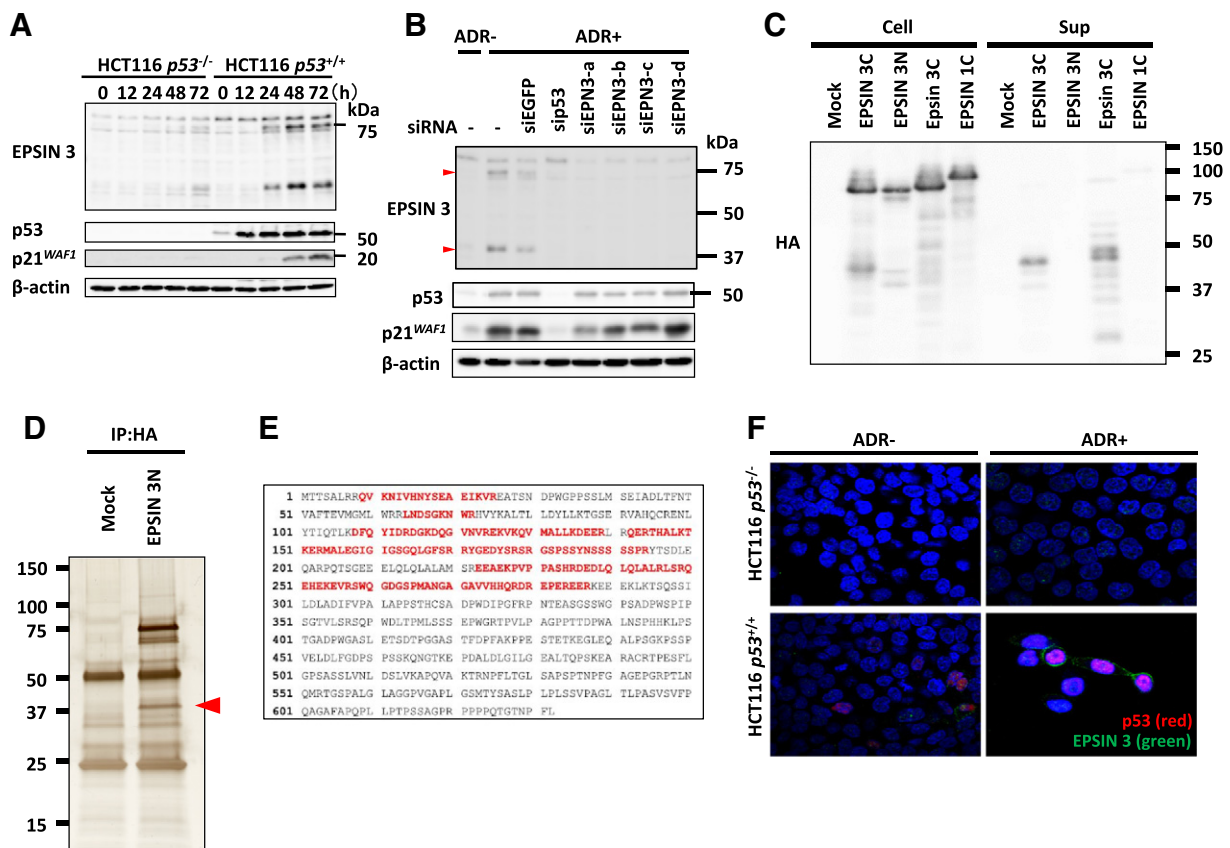 A
HCT116 p53-/- HCT116 p53+/+
0 12 24 48 72 0 12 24 48 72 (h)
kDa
75
EPSIN 3
p53
50
p21WAF1
20
β-actin
B
ADR- ADR+
siRNA - - siEGFP sip53 siEPN3-a siEPN3-b siEPN3-c siEPN3-d
kDa
75
EPSIN 3
50
37
p53
50
p21WAF1
β-actin
C
Cell Sup
Mock EPSIN 3C EPSIN 3N Epsin 3C EPSIN 1C Mock EPSIN 3C EPSIN 3N Epsin 3C EPSIN 1C
150
100
75
HA
50
37
25
D
IP:HA
Mock EPSIN 3N
150
100
75
50
37
25
15
E
1 MTTSALRRQV KNIVHNYSEA EIKVREATSN DPWGPPSSLM SEIADLTFNT
51 VAFTEVMGML WRRLNDSGKN WRHVYKALTL LDYLLKTGSE RVAHQCRENL
101 YTIQTLKDFQ YIDRDGKDQG VNVREKVKQV MALLKDEERL RQERTHALKT
151 KERMALEGIG IGSGQLGFSR RYGEDYSRSR GSPSSYNSSS SSPRYTSDLE
201 QARPQTSGEE ELQLQLALAM SREEAEKPVP PASHRDEDLQ LQLALRLSRQ
251 EHEKEVRSWQ GDGSPMANGA GAVVHHQRDR EPEREERKEE EKLKTSQSSI
301 LDLADIFVPA LAPPSTHCSA DPWDIPGFRP NTEASGSSWG PSADPWSPIP
351 SGTVLSRSQP WDLTPMLSSS EPWGRTPVLP AGPPTTDPWA LNSPHHKLPS
401 TGADPWGASL ETSDTPGGAS TFDPFAKPPE STETKEGLEQ ALPSGKPSSP
451 VELDLFGDPS PSSKQNGTKE PDALDLGILG EALTQPSKEA RACRTPESFL
501 GPSASSLVNL DSLVKAPQVA KTRNPFLTGL SAPSPTNPFG AGEPGRPTLN
551 QMRTGSPALG LAGGPVGAPL GSMTYSASLP LPLSSVPAGL TLPASVSVFP
601 QAGAFAPQPL LPTPSSAGPR PPPPQTGTNP FL
F
ADR- ADR+
HCT116 p53-/-
HCT116 p53+/+
p53 (red)
EPSIN 3 (green)